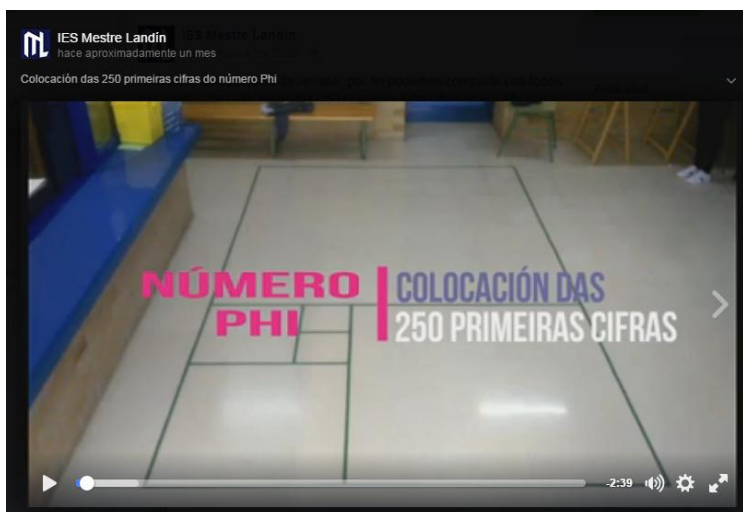 IES Mestre Landín
hace aproximadamente un mes
Colocación das 250 primeiras cifras do número Phi
NÚMERO
PHI
COLOCACIÓN DAS
250 PRIMEIRAS CIFRAS
-2:39